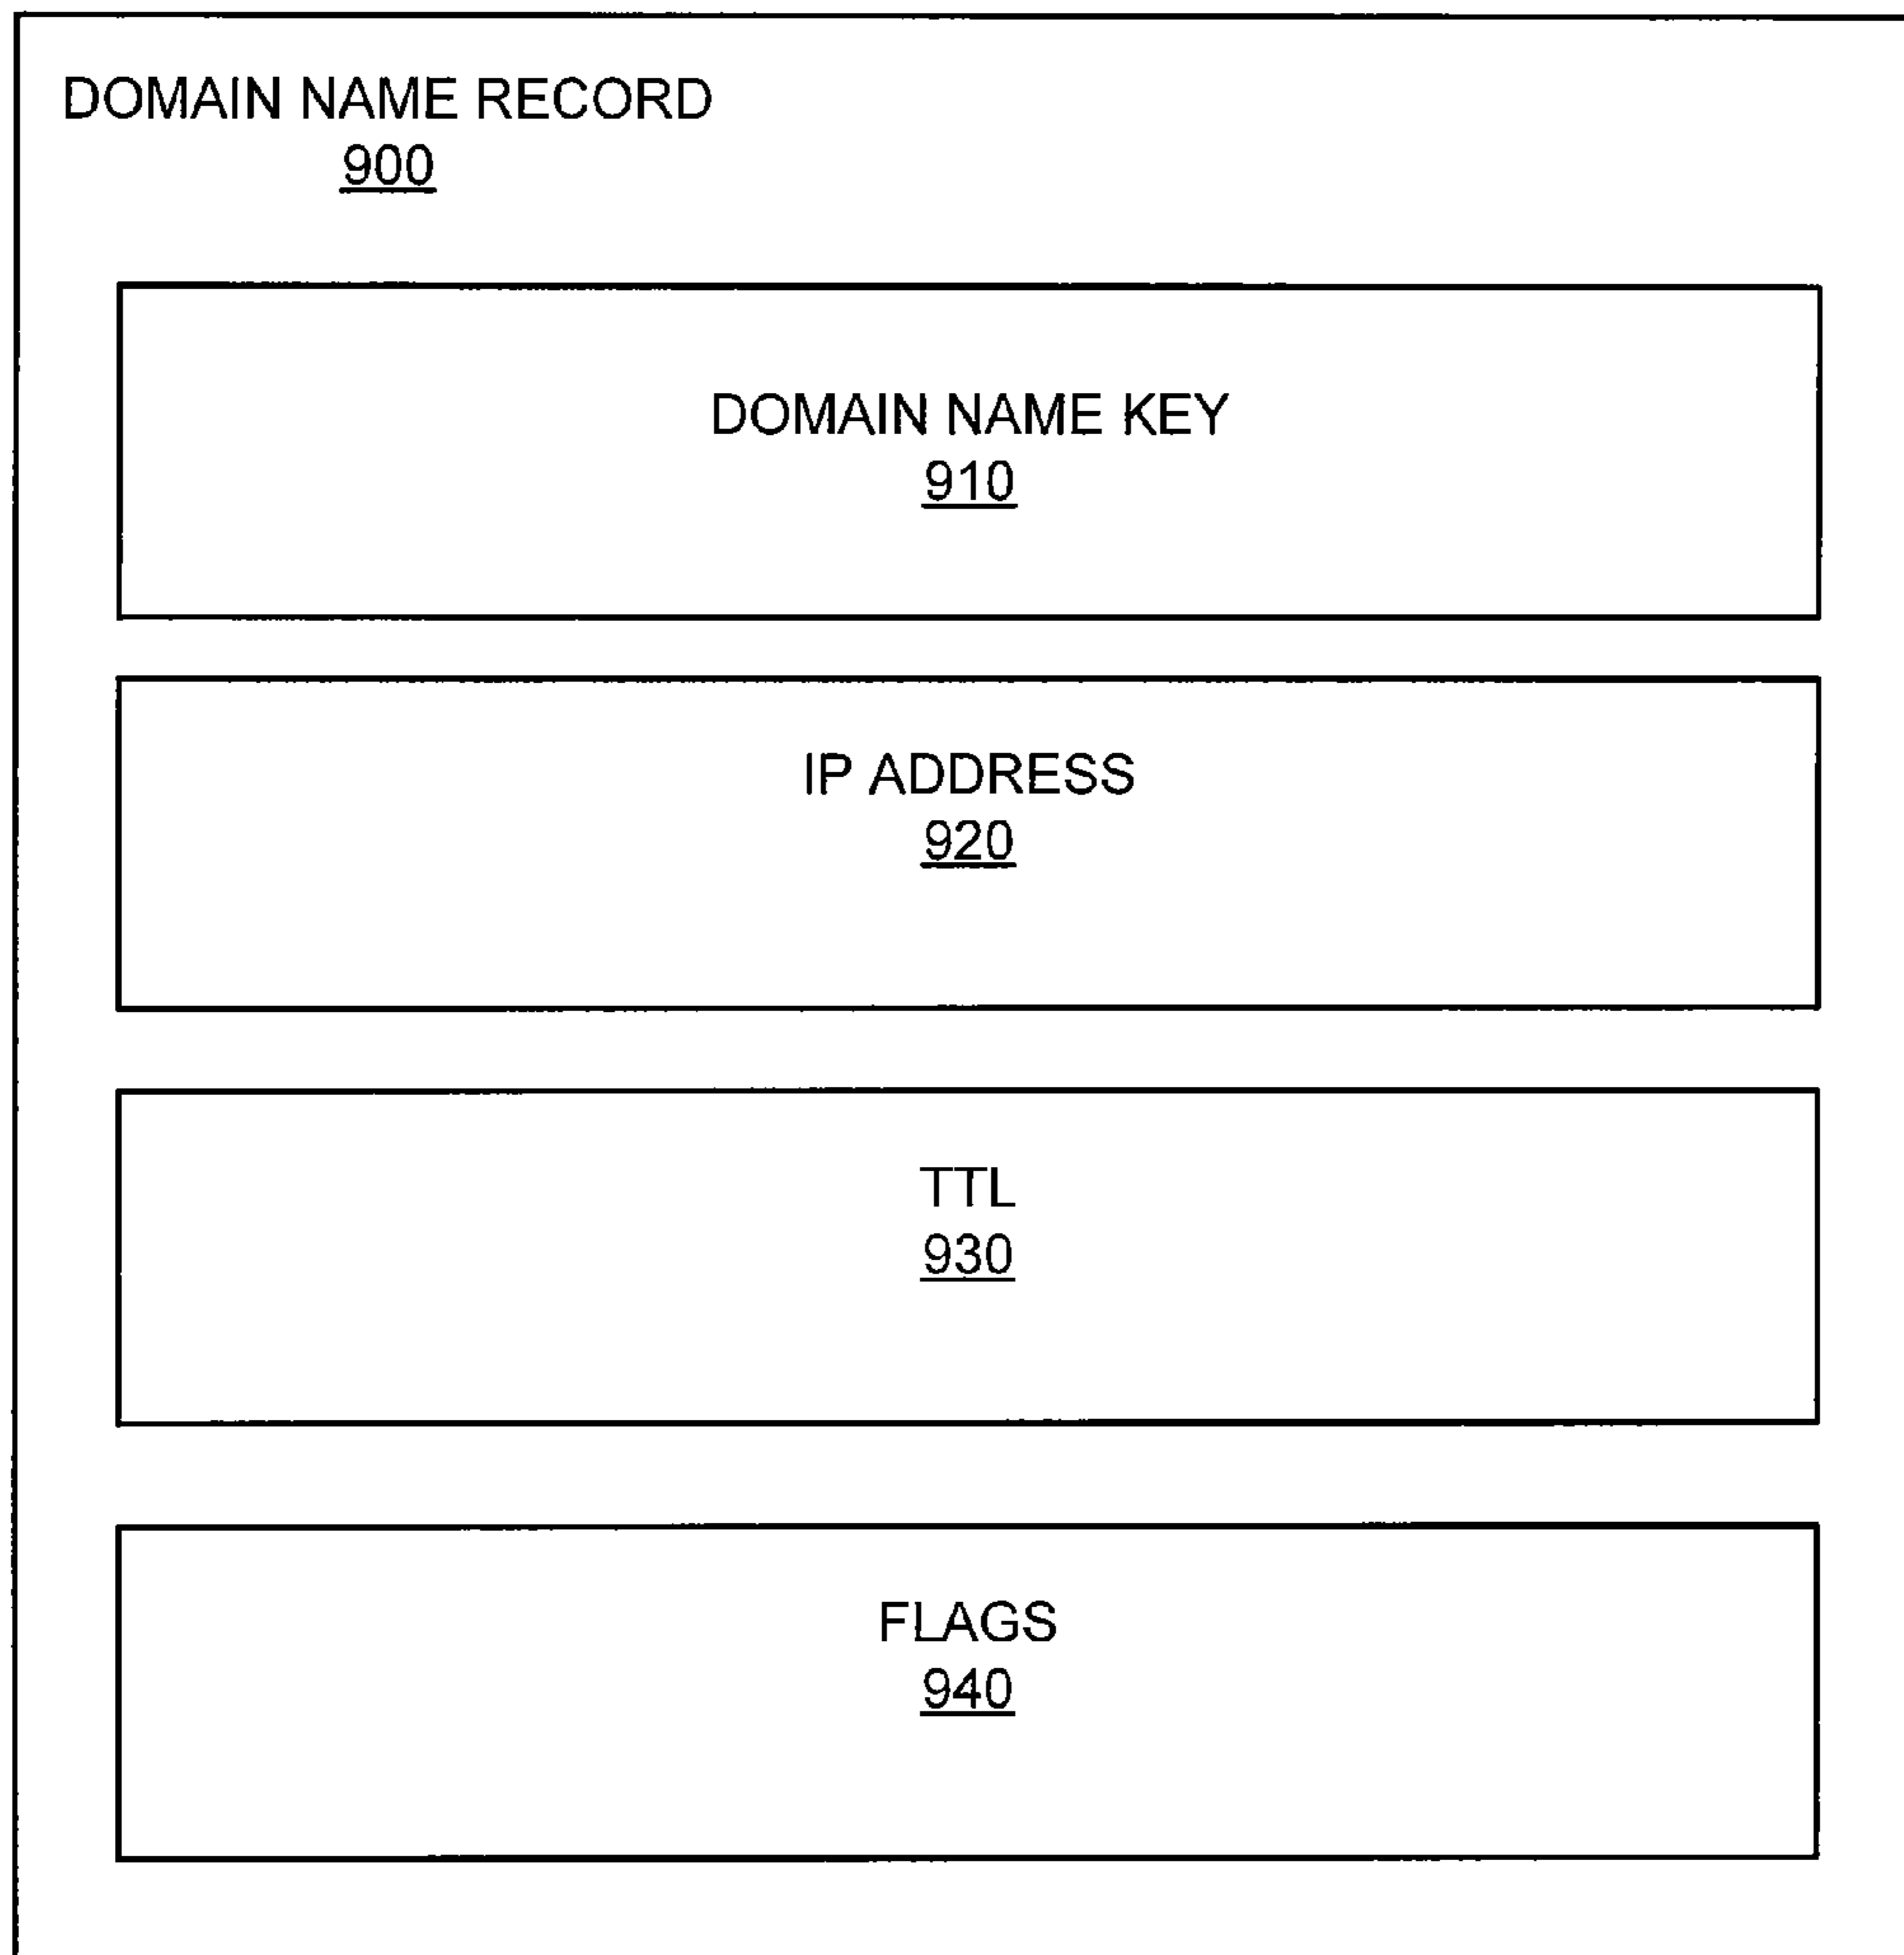 DOMAIN NAME RECORD
900
DOMAIN NAME KEY
910
IP ADDRESS
920
TTL
930
FLAGS
940